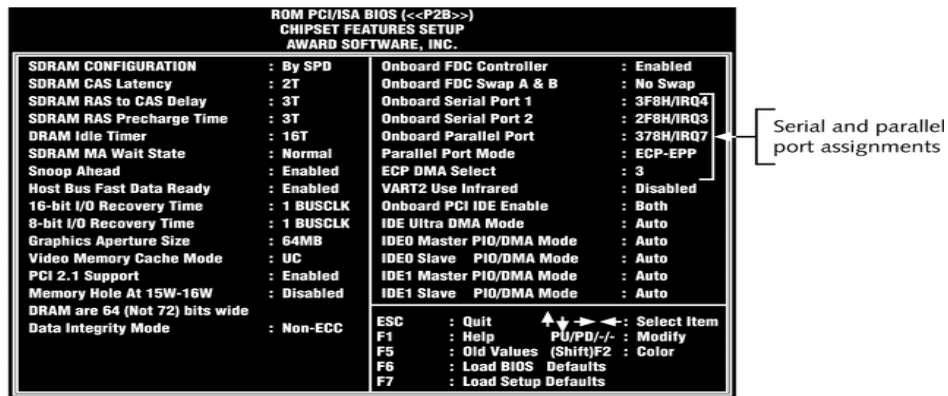 ROM PCI/ISA BIOS (<<P2B>>)
CHIPSET FEATURES SETUP
AWARD SOFTWARE, INC.
SDRAM CONFIGURATION : By SPD
SDRAM CAS Latency : 2T
SDRAM RAS to CAS Delay : 3T
SDRAM RAS Precharge Time : 3T
DRAM Idle Timer : 16T
SDRAM MA Wait State : Normal
Snoop Ahead : Enabled
Host Bus Fast Data Ready : Enabled
16-bit I/O Recovery Time : 1 BUSCLK
8-bit I/O Recovery Time : 1 BUSCLK
Graphics Aperture Size : 64MB
Video Memory Cache Mode : UC
PCI 2.1 Support : Enabled
Memory Hole At 15W-16W : Disabled
DRAM are 64 (Not 72) bits wide
Data Integrity Mode : Non-ECC
Onboard FDC Controller : Enabled
Onboard FDC Swap A & B : No Swap
Onboard Serial Port 1 : 3F8H/IRQ4
Onboard Serial Port 2 : 2F8H/IRQ3
Onboard Parallel Port : 378H/IRQ7
Parallel Port Mode : ECP-EPP
ECP DMA Select : 3
VART2 Use Infrared : Disabled
Onboard PCI IDE Enable : Both
IDE Ultra DMA Mode : Auto
IDE0 Master PIO/DMA Mode : Auto
IDE0 Slave PIO/DMA Mode : Auto
IDE1 Master PIO/DMA Mode : Auto
IDE1 Slave PIO/DMA Mode : Auto
ESC : Quit : Select Item
F1 : Help PU/PD/-/- : Modify
F5 : Old Values (Shift)F2 : Color
F6 : Load BIOS Defaults
F7 : Load Setup Defaults
Serial and parallel
port assignments